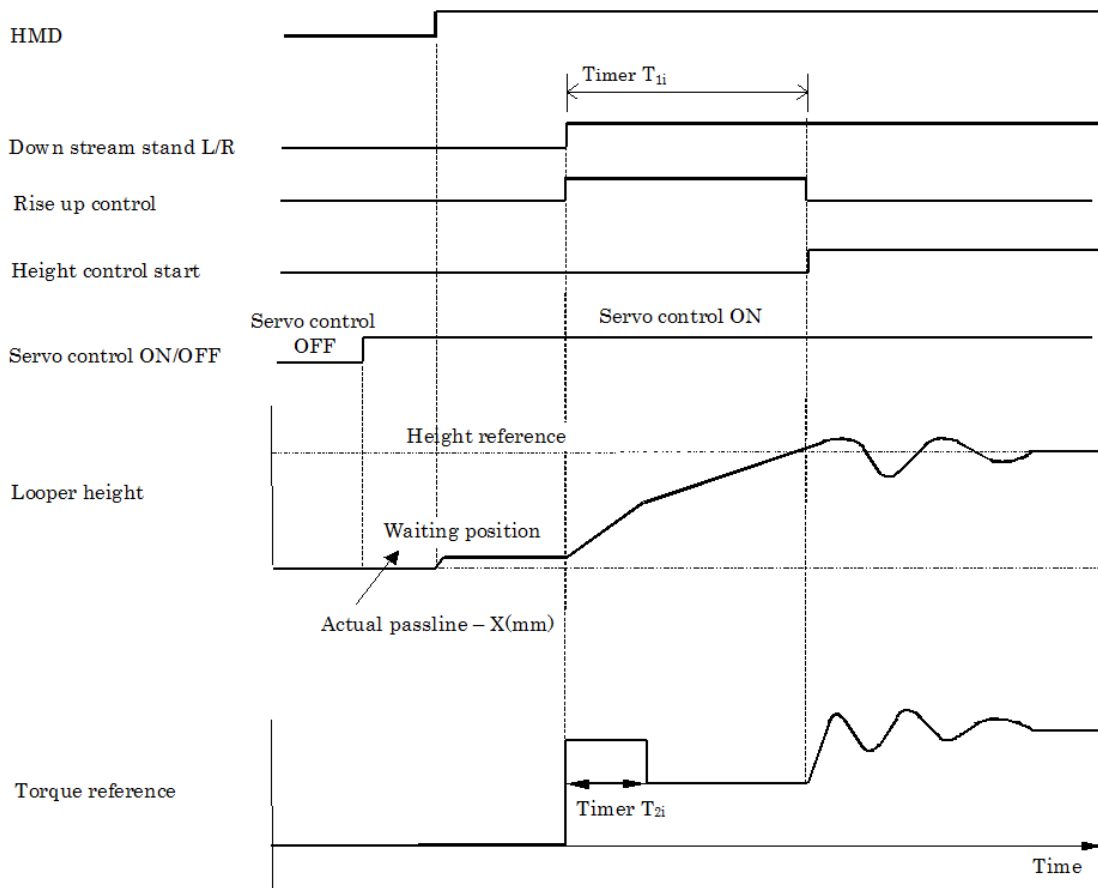 HMD
Timer T1i
Down stream stand L/R
Rise up control
Height control start
Servo control
OFF
Servo control ON
Servo control ON/OFF
Height reference
Looper height
Waiting position
Actual passline – X(mm)
Torque reference
Timer T2i
Time